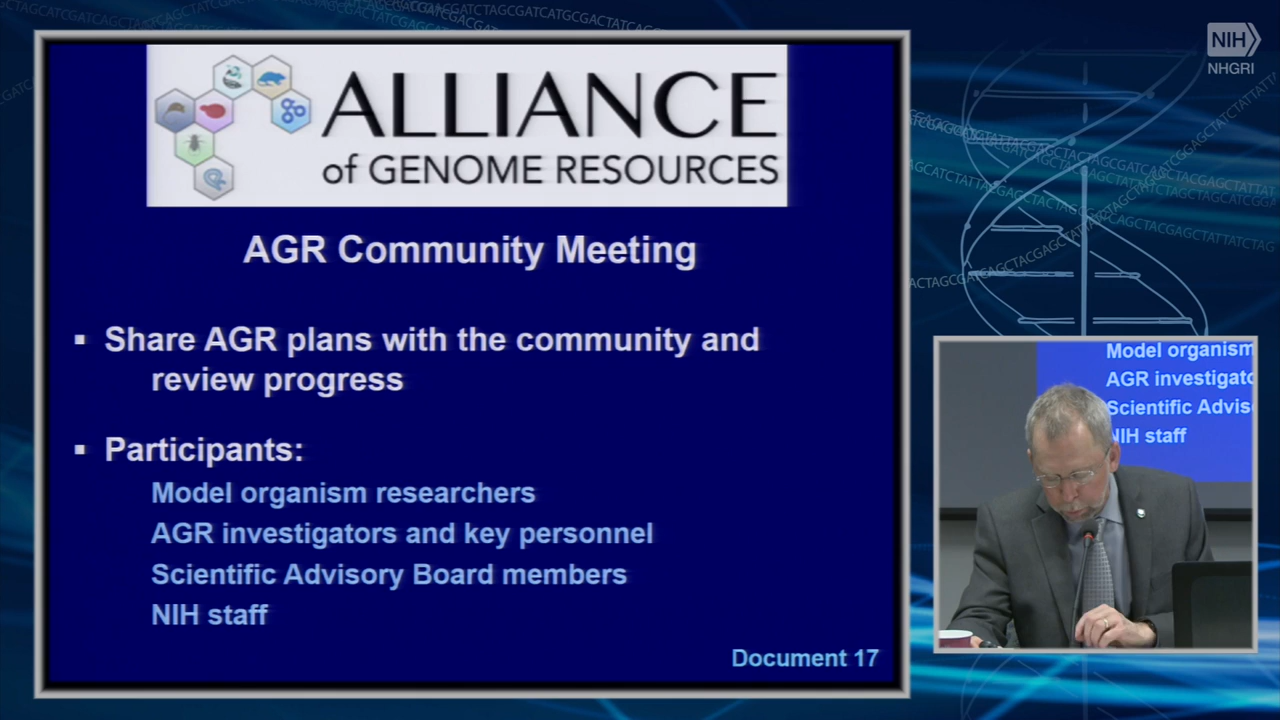 NIH
NHGRI
ALLIANCE
of GENOME RESOURCES
AGR Community Meeting
▪ Share AGR plans with the community and
review progress
▪ Participants:
Model organism researchers
AGR investigators and key personnel
Scientific Advisory Board members
NIH staff
Document 17
Model organism
AGR investigato
Scientific Advis
NIH staff